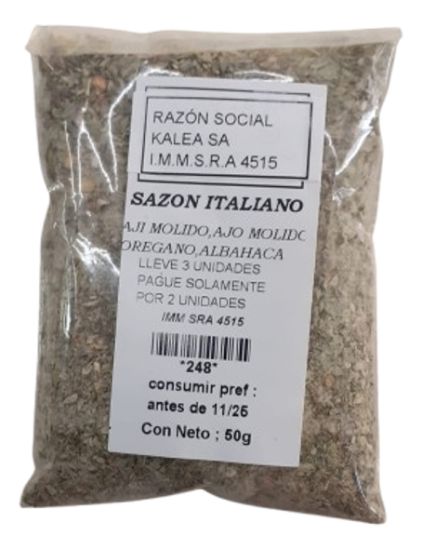 RAZÓN SOCIAL
KALEA SA
I.M.M.S.R.A 4515
SAZON ITALIANO
AJI MOLIDO,AJO MOLIDO
OREGANO,ALBAHACA
LLEVE 3 UNIDADES
PAGUE SOLAMENTE
POR 2 UNIDADES
IMM SRA 4515
*248*
consumir pref :
antes de 11/25
Con Neto ; 50g